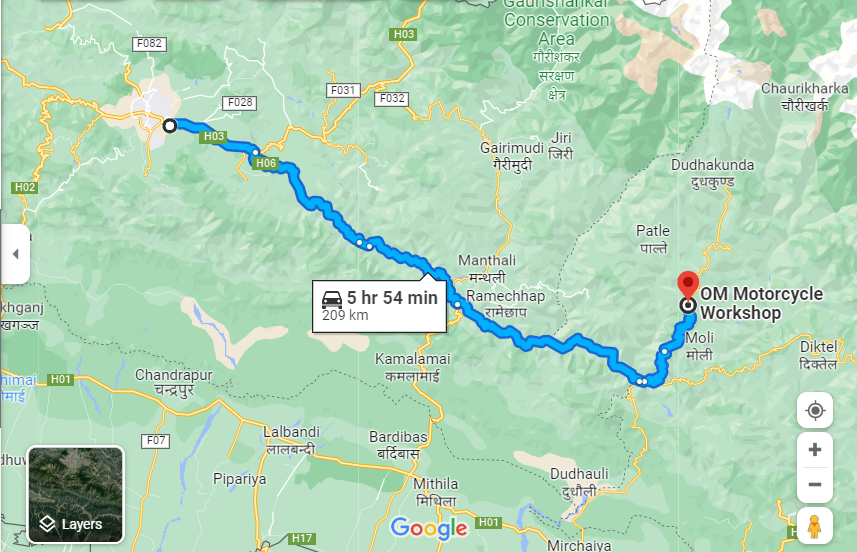 Gaurishankar
Conservation
Area
गौरीशंकर
संरक्षण
क्षेत्र
H03
F082
F031
F032
F028
Chaurikharka
चौरीखर्क
H03
H06
Gairimudi
गैरीमुदी
Jiri
जिरी
Dudhakunda
दुधकुण्ड
H02
Patle
पाल्ते
Manthali
मन्थली
5 hr 54 min
209 km
Ramechhap
रामेछाप
OM Motorcycle
Workshop
khganj
खगञ्ज
Moli
मोली
Diktel
दिक्तेल
Kamalamai
कमलामाई
H01
Chandrapur
चन्द्रपुर
F07
Lalbandi
लालबन्दी
Bardibas
बर्दिबास
Pipariya
Mithila
मिथिला
Dudhauli
दुधौली
Layers
Google
H01
H17
Mirchaiya